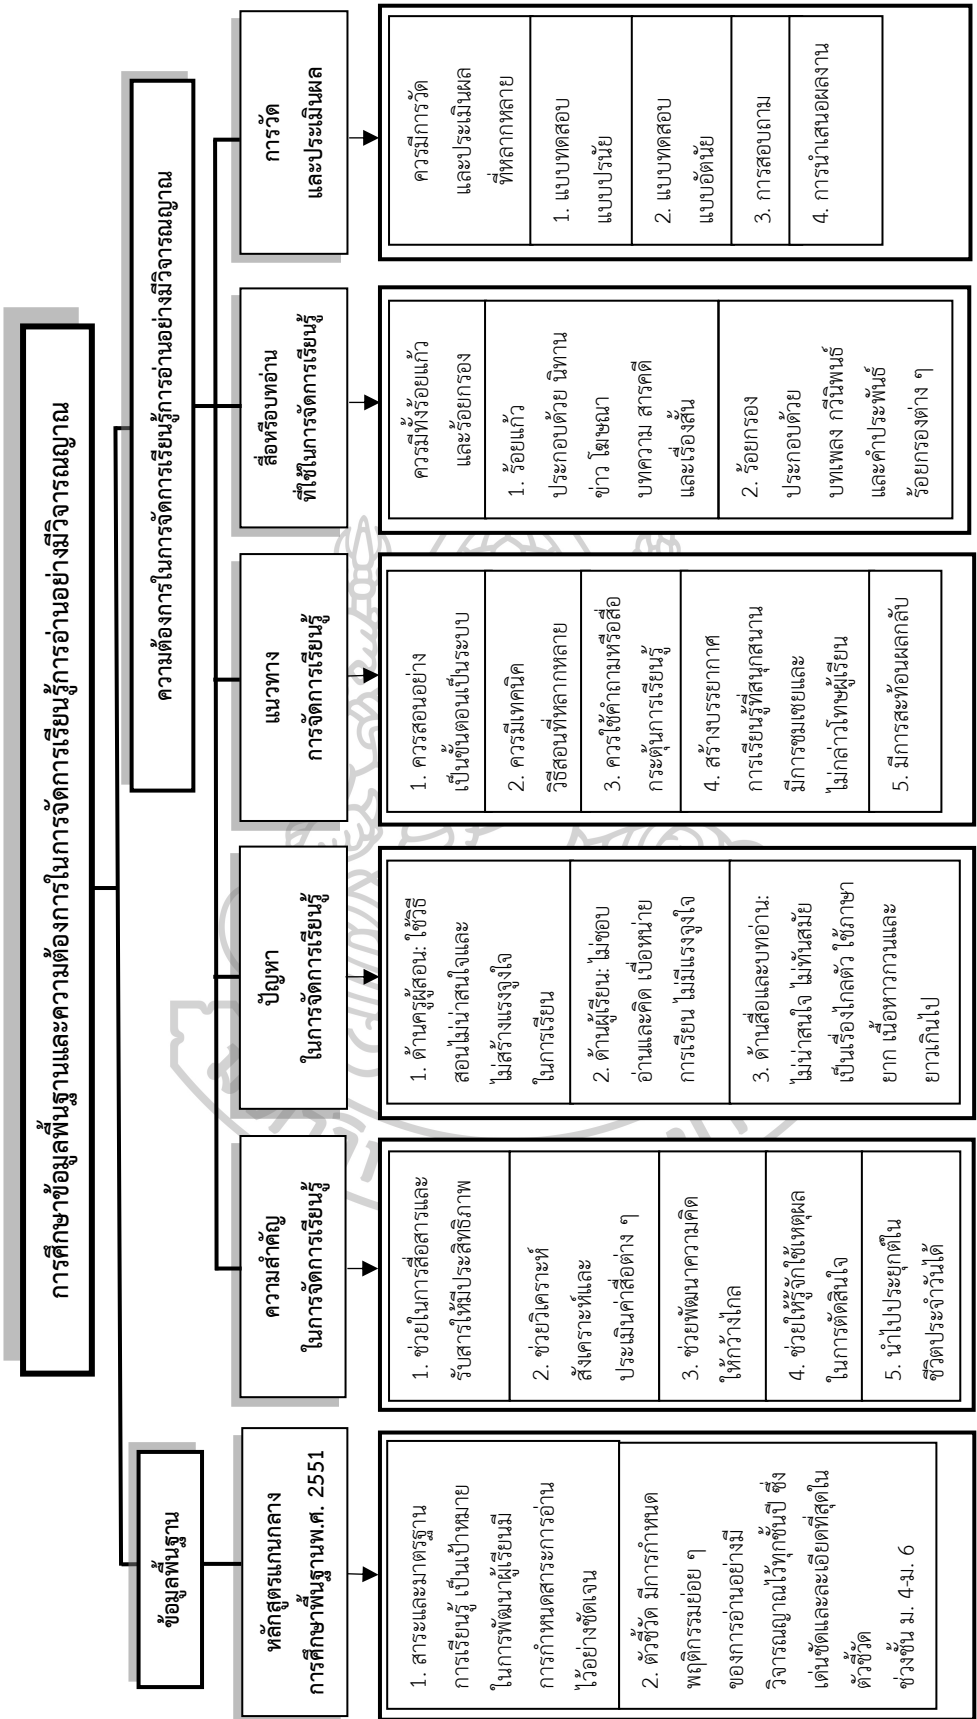 การศึกษาข้อมูลพื้นฐานและความต้องการในการจัดการเรียนรู้การอ่านอย่างมีวิจารณญาณ
ข้อมูลพื้นฐาน
หลักสูตรแกนกลาง
การศึกษาพื้นฐานพ.ศ. 2551
1. สาระและมาตรฐาน
การเรียนรู้ เป็นเป้าหมาย
ในการพัฒนาผู้เรียนมี
การกำหนดสาระการอ่าน
ไว้อย่างชัดเจน
2. ตัวชี้วัด มีการกำหนด
พฤติกรรมย่อย ๆ
ของการอ่านอย่างมี
วิจารณญาณไว้ทุกชั้นปี ซึ่ง
เด่นชัดและละเอียดที่สุดใน
ตัวชี้วัด
ช่วงชั้น ม. 4-ม. 6
ความต้องการในการจัดการเรียนรู้การอ่านอย่างมีวิจารณญาณ
ความสำคัญ
ในการจัดการเรียนรู้
1. ช่วยในการสื่อสารและ
รับสารให้มีประสิทธิภาพ
2. ช่วยวิเคราะห์
สังเคราะห์และ
ประเมินค่าสื่อต่าง ๆ
3. ช่วยพัฒนาความคิด
ให้กว้างไกล
4. ช่วยให้รู้จักใช้เหตุผล
ในการตัดสินใจ
5. นำไปประยุกต์ใน
ชีวิตประจำวันได้
ปัญหา
ในการจัดการเรียนรู้
1. ด้านครูผู้สอน: ใช้วิธี
สอนไม่น่าสนใจและ
ไม่สร้างแรงจูงใจ
ในการเรียน
2. ด้านผู้เรียน: ไม่ชอบ
อ่านและคิด เบื่อหน่าย
การเรียน ไม่มีแรงจูงใจ
3. ด้านสื่อและบทอ่าน:
ไม่น่าสนใจ ไม่ทันสมัย
เป็นเรื่องไกลตัว ใช้ภาษา
ยาก เนื้อหาวกวนและ
ยาวเกินไป
แนวทาง
การจัดการเรียนรู้
1. ควรสอนอย่าง
เป็นขั้นตอนเป็นระบบ
2. ควรมีเทคนิค
วิธีสอนที่หลากหลาย
3. ควรใช้คำถามหรือสื่อ
กระตุ้นการเรียนรู้
4. สร้างบรรยากาศ
การเรียนรู้ที่สนุกสนาน
มีการชมเชยและ
ไม่กล่าวโทษผู้เรียน
5. มีการสะท้อนผลกลับ
สื่อหรือบทอ่าน
ที่ใช้ในการจัดการเรียนรู้
ควรมีทั้งร้อยแก้ว
และร้อยกรอง
1. ร้อยแก้ว
ประกอบด้วย นิทาน
ข่าว โฆษณา
บทความ สารคดี
และเรื่องสั้น
2. ร้อยกรอง
ประกอบด้วย
บทเพลง กวีนิพนธ์
และคำประพันธ์
ร้อยกรองต่าง ๆ
การวัด
และประเมินผล
ควรมีการวัด
และประเมินผล
ที่หลากหลาย
1. แบบทดสอบ
แบบปรนัย
2. แบบทดสอบ
แบบอัตนัย
3. การสอบถาม
4. การนำเสนอผลงาน